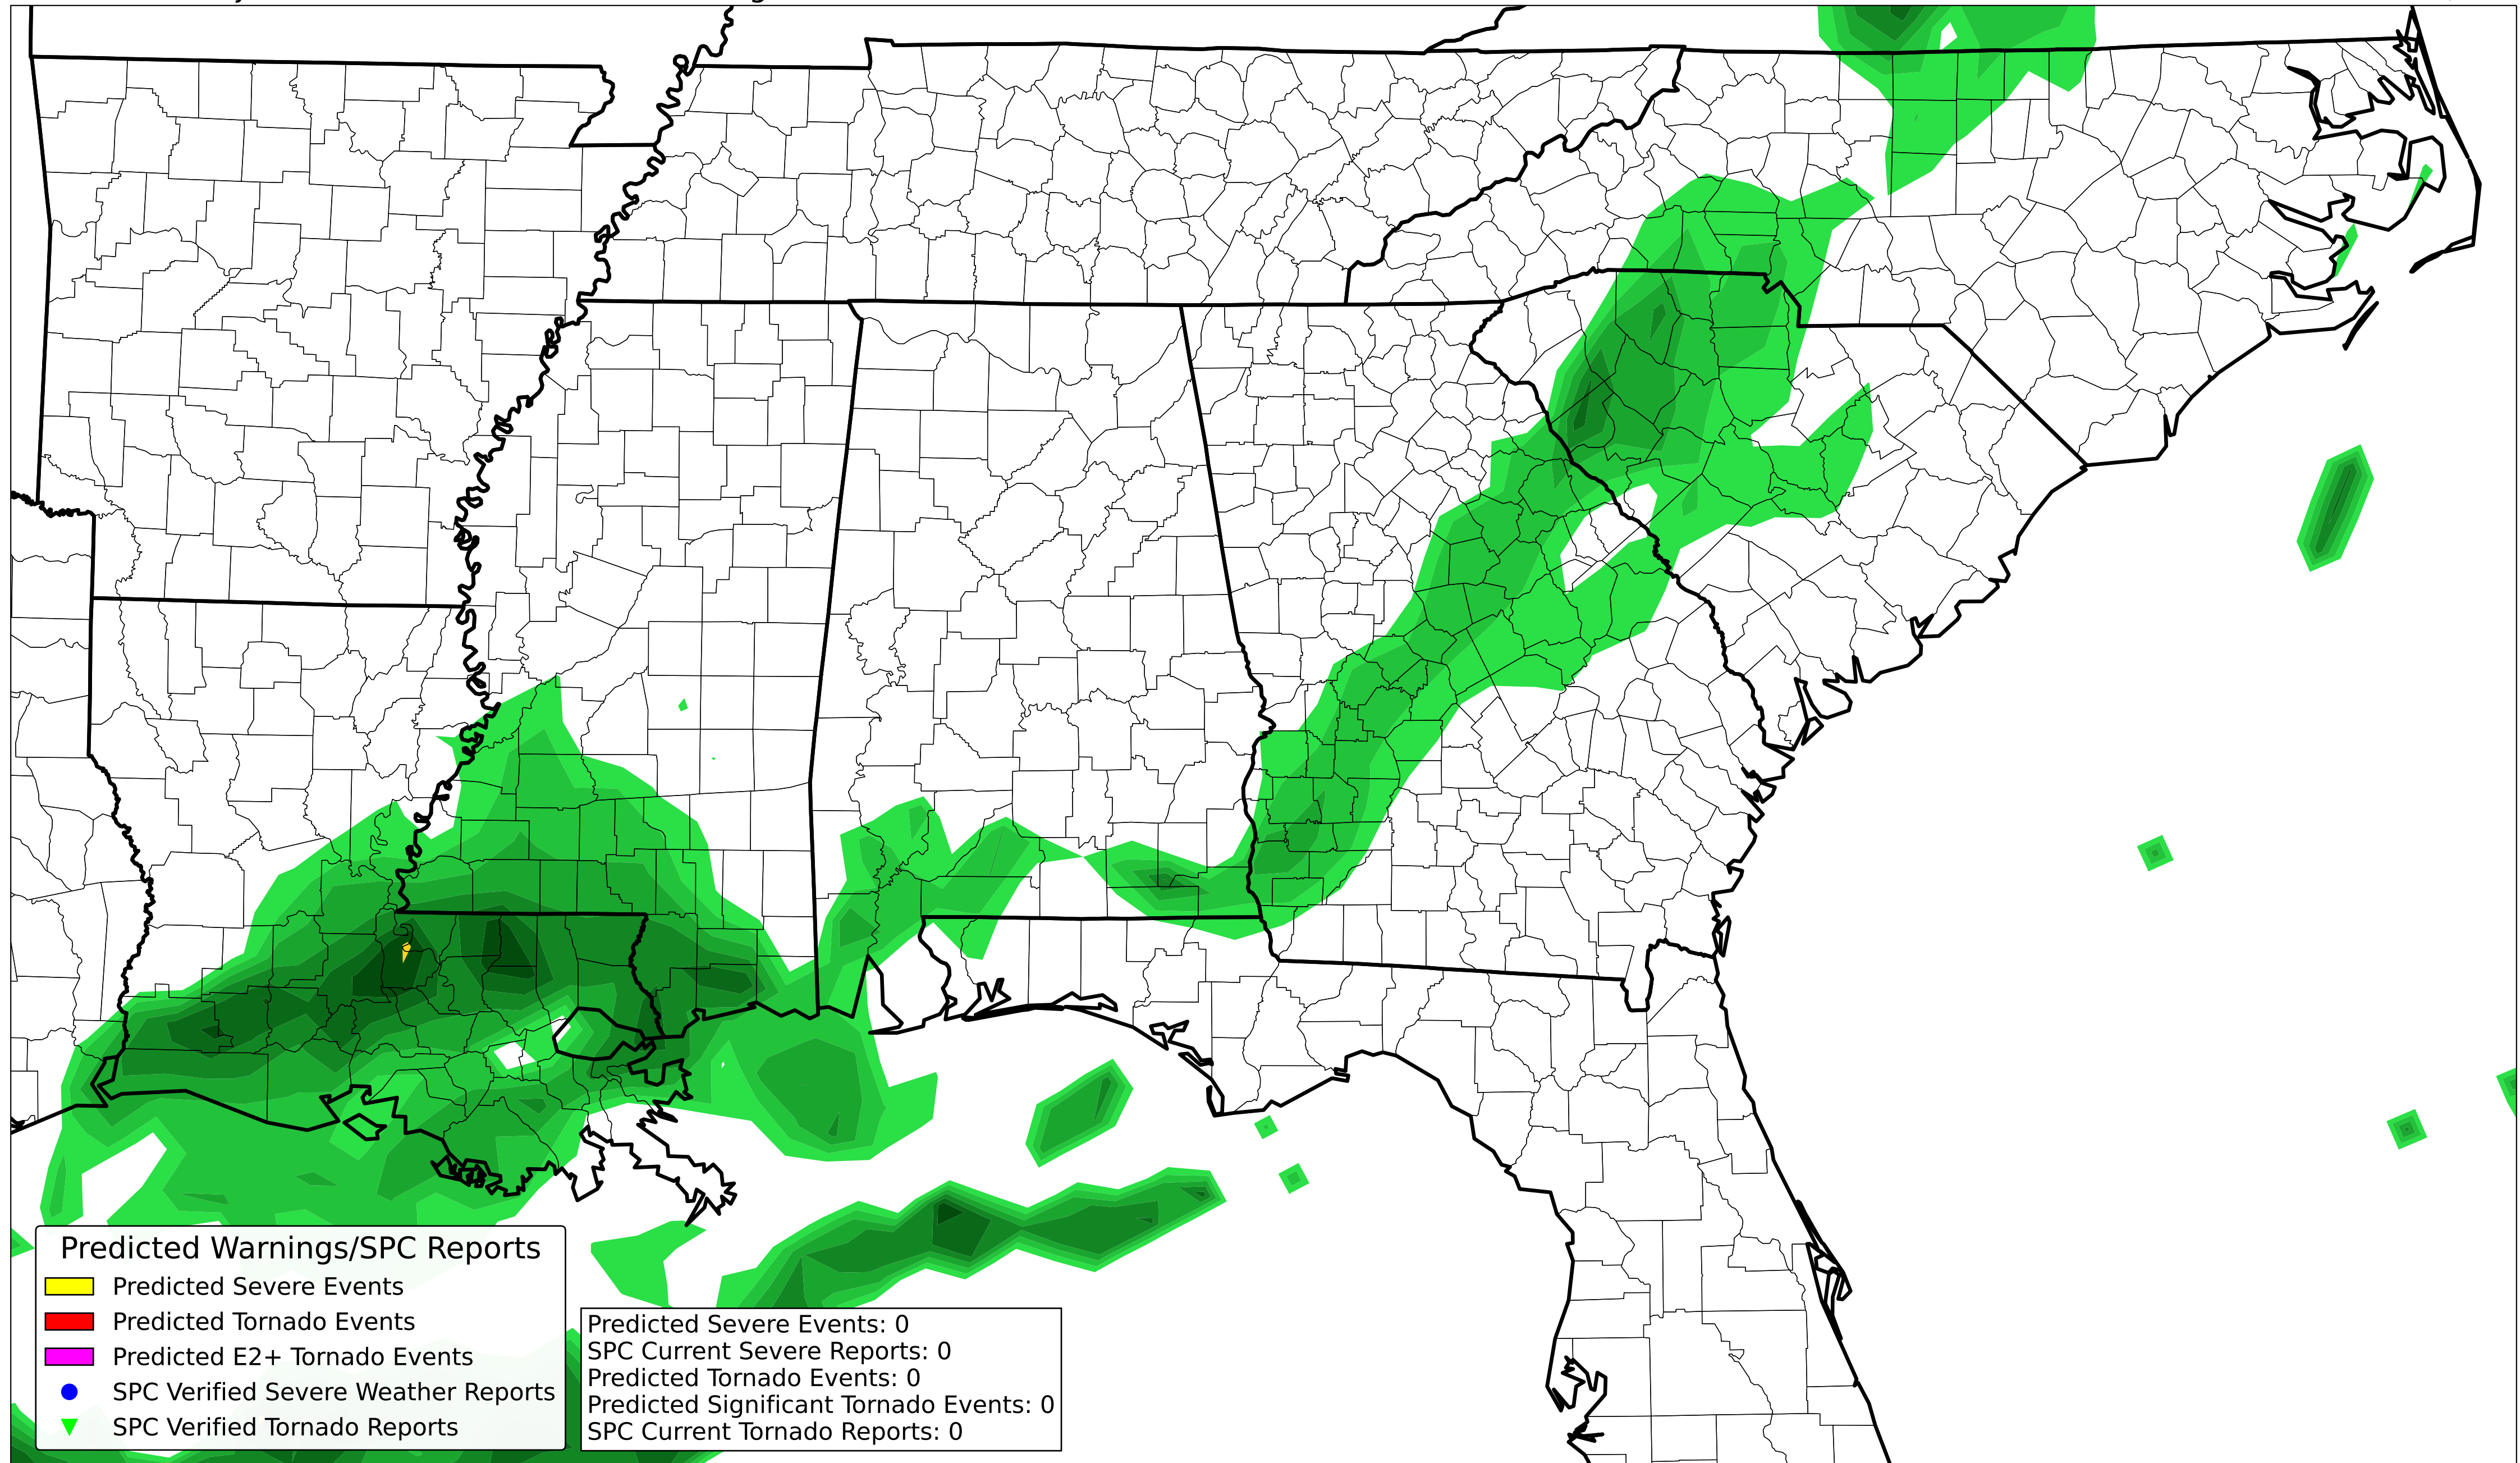 Predicted Warnings/SPC Reports
Predicted Severe Events
Predicted Tornado Events
Predicted E2+ Tornado Events
SPC Verified Severe Weather Reports
SPC Verified Tornado Reports
Predicted Severe Events: 0
SPC Current Severe Reports: 0
Predicted Tornado Events: 0
Predicted Significant Tornado Events: 0
SPC Current Tornado Reports: 0